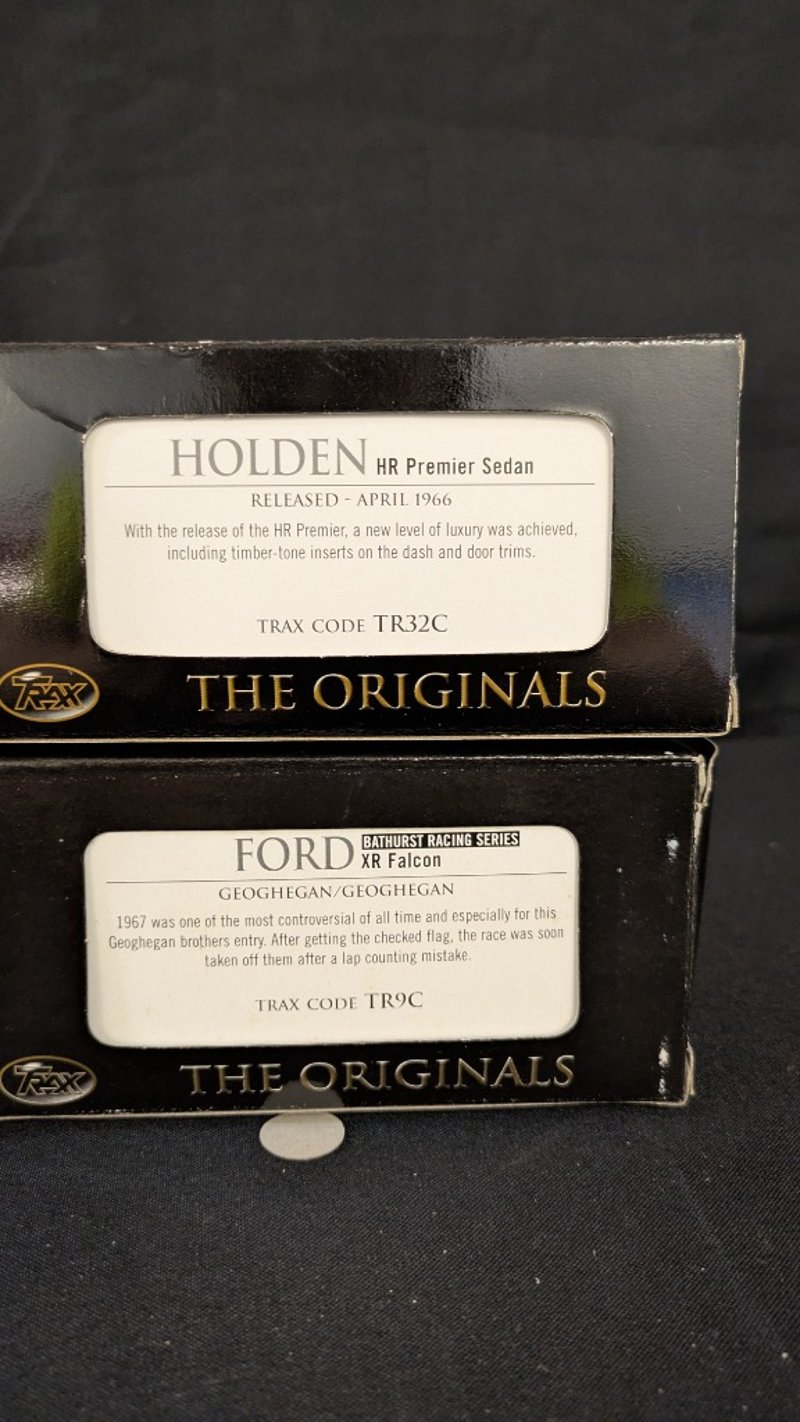 HOLDEN HR Premier Sedan
RELEASED - APRIL 1966
With the release of the HR Premier, a new level of luxury was achieved,
including timber-tone inserts on the dash and door trims.
TRAX CODE TR32C
TRAX THE ORIGINALS
FORD BATHURST RACING SERIES
XR Falcon
GEOGHEGAN/GEOGHEGAN
1967 was one of the most controversial of all time and especially for this
Geoghegan brothers entry. After getting the checked flag, the race was soon
taken off them after a lap counting mistake.
TRAX CODE TR9C
TRAX THE ORIGINALS